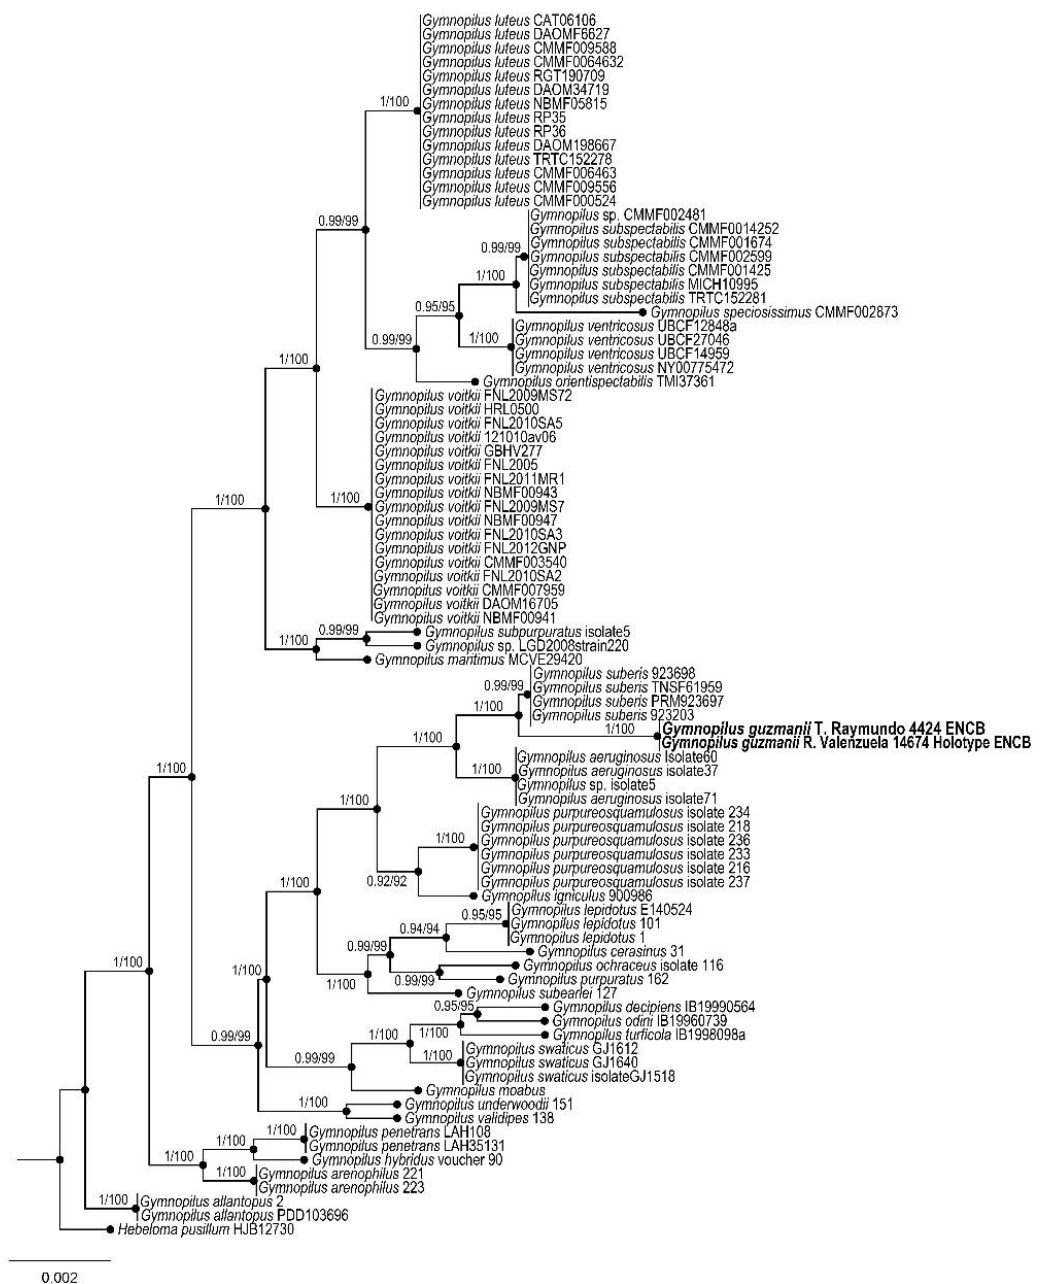 Gymnopilus luteus CAT06106
Gymnopilus luteus DAOMF6627
Gymnopilus luteus CMMF009588
Gymnopilus luteus CMMF0064632
Gymnopilus luteus RGT190709
Gymnopilus luteus DAOM34719
1/100
Gymnopilus luteus NBMF05815
Gymnopilus luteus RP35
Gymnopilus luteus RP36
Gymnopilus luteus DAOM198667
Gymnopilus luteus TRTC152278
Gymnopilus luteus CMMF006463
Gymnopilus luteus CMMF009556
Gymnopilus luteus CMMF000524
Gymnopilus sp. CMMF002481
0.99/99
Gymnopilus subspectabilis CMMF0014252
Gymnopilus subspectabilis CMMF001674
0.99/99
Gymnopilus subspectabilis CMMF002599
Gymnopilus subspectabilis CMMF001425
1/100
Gymnopilus subspectabilis MICH10995
Gymnopilus subspectabilis TRTC152281
0.95/95
Gymnopilus speciosissimus CMMF002873
Gymnopilus ventricosus UBCF12848a
0.99/99
1/100
Gymnopilus ventricosus UBCF27046
Gymnopilus ventricosus UBCF14959
1/100
Gymnopilus ventricosus NY00775472
Gymnopilus orientispectabilis TMI37361
Gymnopilus voitkii FNL2009MS72
Gymnopilus voitkii HRL0500
Gymnopilus voitkii FNL2010SA5
Gymnopilus voitkii 121010av06
Gymnopilus voitkii GBHV277
Gymnopilus voitkii FNL2005
Gymnopilus voitkii FNL2011MR1
1/100
1/100
Gymnopilus voitkii NBMF00943
Gymnopilus voitkii FNL2009MS7
Gymnopilus voitkii NBMF00947
Gymnopilus voitkii FNL2010SA3
Gymnopilus voitkii FNL2012GNP
Gymnopilus voitkii CMMF003540
Gymnopilus voitkii FNL2010SA2
Gymnopilus voitkii CMMF007959
Gymnopilus voitkii DAOM16705
Gymnopilus voitkii NBMF00941
0.99/99
Gymnopilus subpurpuratus isolate5
1/100
Gymnopilus sp. LGD2008strain220
Gymnopilus maritimus MCVE29420
Gymnopilus suberis 923698
0.99/99
Gymnopilus suberis TNSF61959
Gymnopilus suberis PRM923697
1/100
Gymnopilus suberis 923203
1/100
Gymnopilus guzmanii T. Raymundo 4424 ENCB
1/100
Gymnopilus guzmanii R. Valenzuela 14674 Holotype ENCB
Gymnopilus aeruginosus Isolate60
1/100
1/100
Gymnopilus aeruginosus isolate37
Gymnopilus sp. isolate5
1/100
Gymnopilus aeruginosus isolate71
Gymnopilus purpureosquamulosus isolate 234
Gymnopilus purpureosquamulosus isolate 218
1/100
Gymnopilus purpureosquamulosus isolate 236
Gymnopilus purpureosquamulosus isolate 233
Gymnopilus purpureosquamulosus isolate 216
1/100
0.92/92
Gymnopilus purpureosquamulosus isolate 237
Gymnopilus igniculus 900986
0.95/95
Gymnopilus lepidotus E140524
0.94/94
Gymnopilus lepidotus 101
Gymnopilus lepidotus 1
0.99/99
Gymnopilus cerasinus 31
1/100
1/100
Gymnopilus ochraceus isolate 116
1/100
0.99/99
Gymnopilus purpuratus 162
Gymnopilus subearlei 127
0.95/95
Gymnopilus decipiens IB19990564
Gymnopilus odini IB19960739
0.99/99
1/100
1/100
Gymnopilus turficola IB1998098a
Gymnopilus swaticus GJ1612
0.99/99
1/100
Gymnopilus swaticus GJ1640
Gymnopilus swaticus isolateGJ1518
Gymnopilus moabus
1/100
Gymnopilus underwoodii 151
Gymnopilus validipes 138
1/100
Gymnopilus penetrans LAH108
Gymnopilus penetrans LAH35131
1/100
Gymnopilus hybridus voucher 90
1/100
Gymnopilus arenophilus 221
Gymnopilus arenophilus 223
1/100
Gymnopilus allantopus 2
Gymnopilus allantopus PDD103696
Hebeloma pusillum HJB12730
0.002